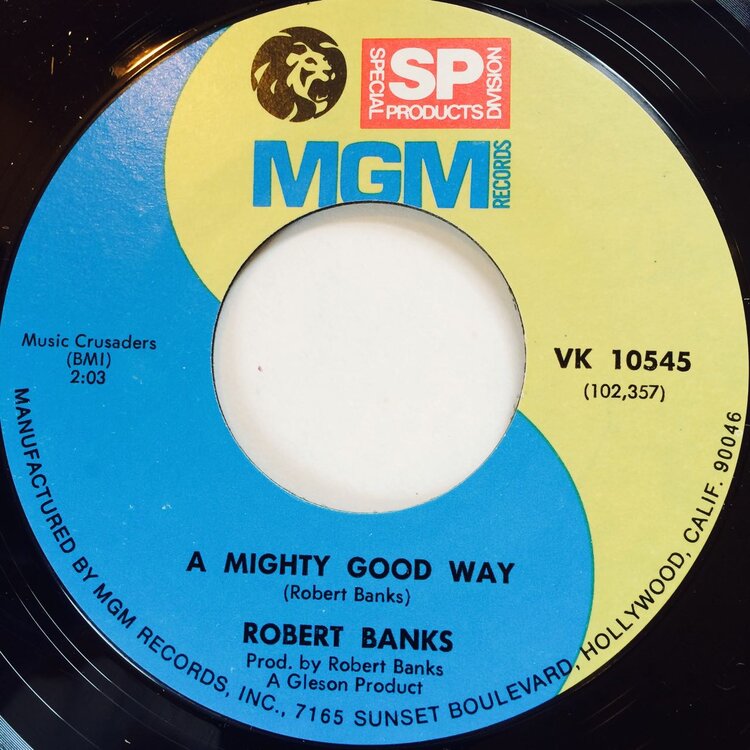 SPECIAL
SP
PRODUCTS
DIVISION
MGM
RECORDS
Music Crusaders
(BMI)
2:03
VK 10545
(102,357)
A MIGHTY GOOD WAY
(Robert Banks)
ROBERT BANKS
Prod. by Robert Banks
A Gleson Product
MANUFACTURED BY MGM RECORDS, INC., 7165 SUNSET BOULEVARD, HOLLYWOOD, CALIF. 90046